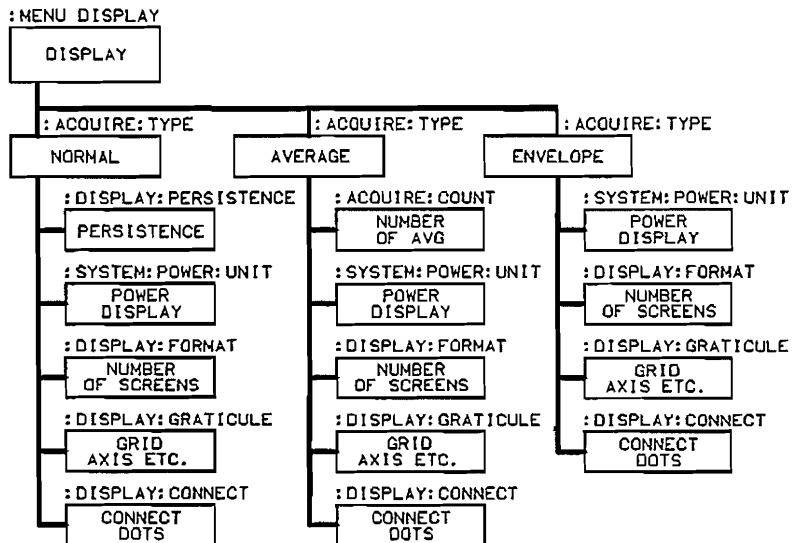 :MENU DISPLAY
DISPLAY
:ACQUIRE:TYPE
NORMAL
:DISPLAY:PERSISTENCE
PERSISTENCE
:SYSTEM:POWER:UNIT
POWER
DISPLAY
:DISPLAY:FORMAT
NUMBER
OF SCREENS
:DISPLAY:GRATICULE
GRID
AXIS ETC.
:DISPLAY:CONNECT
CONNECT
DOTS
:ACQUIRE:TYPE
AVERAGE
:ACQUIRE:COUNT
NUMBER
OF AVG
:SYSTEM:POWER:UNIT
POWER
DISPLAY
:DISPLAY:FORMAT
NUMBER
OF SCREENS
:DISPLAY:GRATICULE
GRID
AXIS ETC.
:DISPLAY:CONNECT
CONNECT
DOTS
:ACQUIRE:TYPE
ENVELOPE
:SYSTEM:POWER:UNIT
POWER
DISPLAY
:DISPLAY:FORMAT
NUMBER
OF SCREENS
:DISPLAY:GRATICULE
GRID
AXIS ETC.
:DISPLAY:CONNECT
CONNECT
DOTS